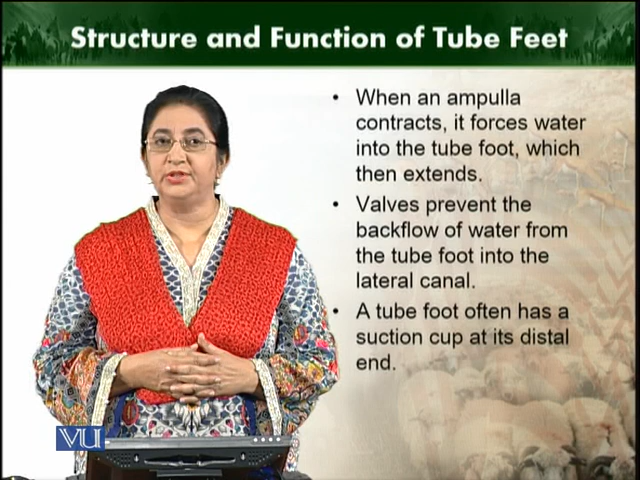 Structure and Function of Tube Feet
• When an ampulla
contracts, it forces water
into the tube foot, which
then extends.
• Valves prevent the
backflow of water from
the tube foot into the
lateral canal.
• A tube foot often has a
suction cup at its distal
end.
VU